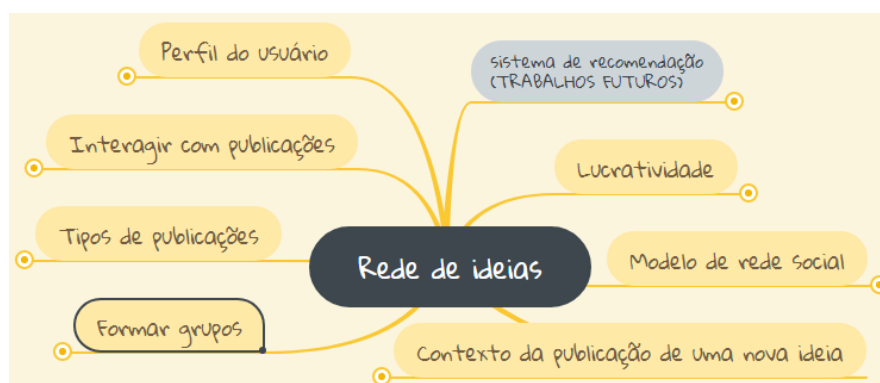 Perfil do usuário
sistema de recomendação
(TRABALHOS FUTUROS)
Interagir com publicações
Lucratividade
Tipos de publicações
Rede de ideias
Modelo de rede social
Formar grupos
Contexto da publicação de uma nova ideia